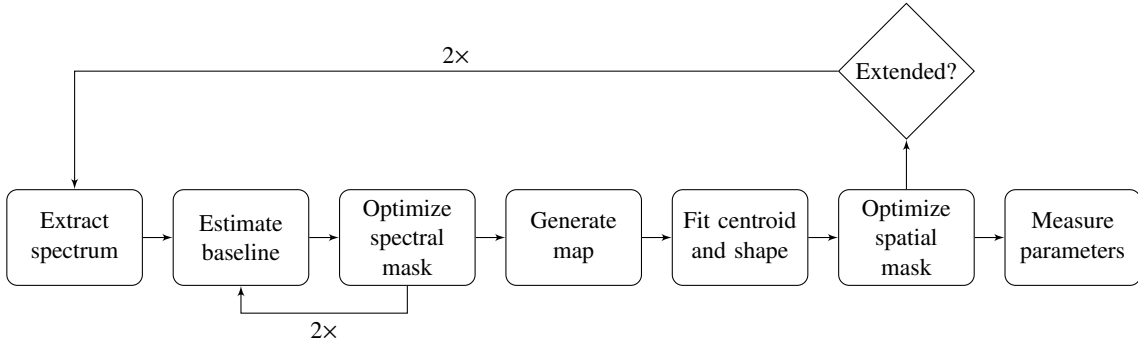 2×
Extended?
Extract
spectrum
Estimate
baseline
Optimize
spectral
mask
Generate
map
Fit centroid
and shape
Optimize
spatial
mask
Measure
parameters
2×